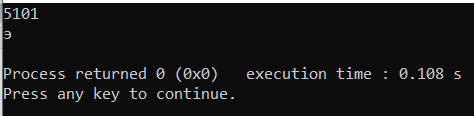 5101
э
Process returned 0 (0x0)   execution time : 0.108 s
Press any key to continue.